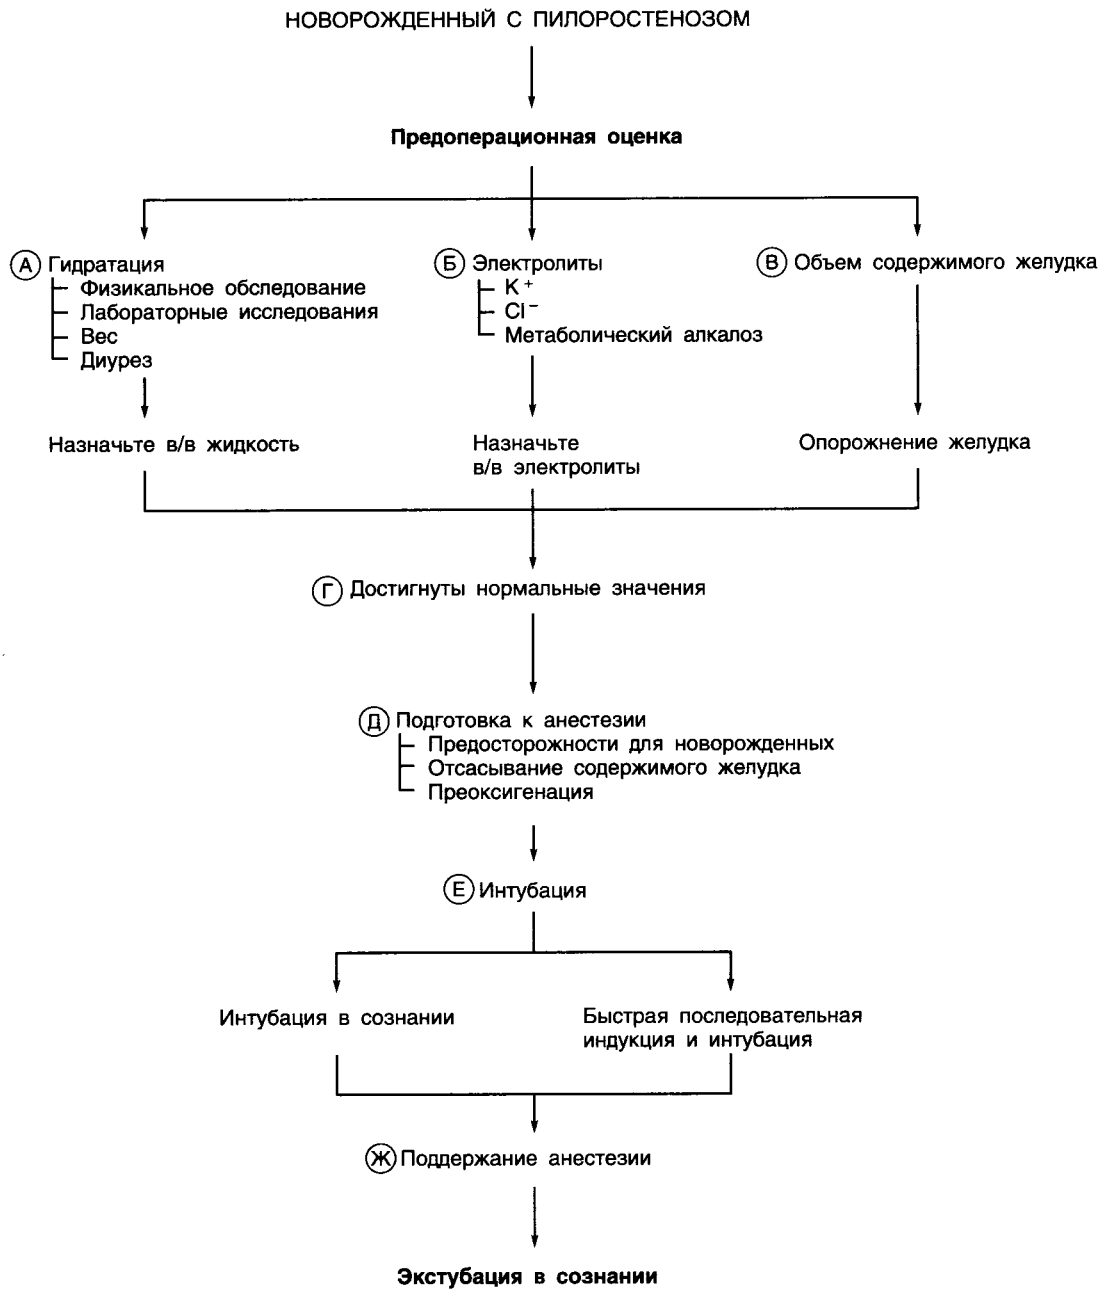 НОВОРОЖДЕННЫЙ С ПИЛОРОСТЕНОЗОМ
Предоперационная оценка
А Гидратация
Физикальное обследование
Лабораторные исследования
Вес
Диурез
Б Электролиты
K+
Cl−
Метаболический алкалоз
В Объем содержимого желудка
Назначьте в/в жидкость
Назначьте
в/в электролиты
Опорожнение желудка
Г Достигнуты нормальные значения
Д Подготовка к анестезии
Предосторожности для новорожденных
Отсасывание содержимого желудка
Преоксигенация
Е Интубация
Интубация в сознании
Быстрая последовательная
индукция и интубация
Ж Поддержание анестезии
Экстубация в сознании